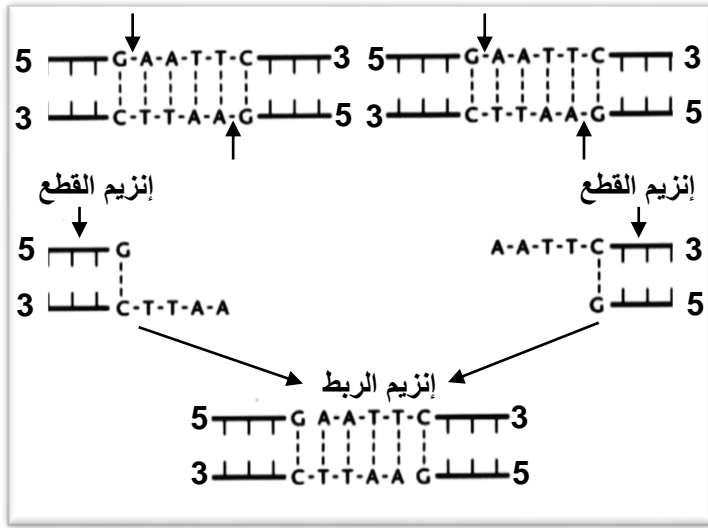 5 G-A-A-T-T-C 3 5 G-A-A-T-T-C 3
3 C-T-T-A-A-G 5 3 C-T-T-A-A-G 5
إنزيم القطع إنزيم القطع
5 G A-A-T-T-C 3
3 C-T-T-A-A G 5
إنزيم الربط
5 G A-A-T-T-C 3
3 C-T-T-A-A G 5